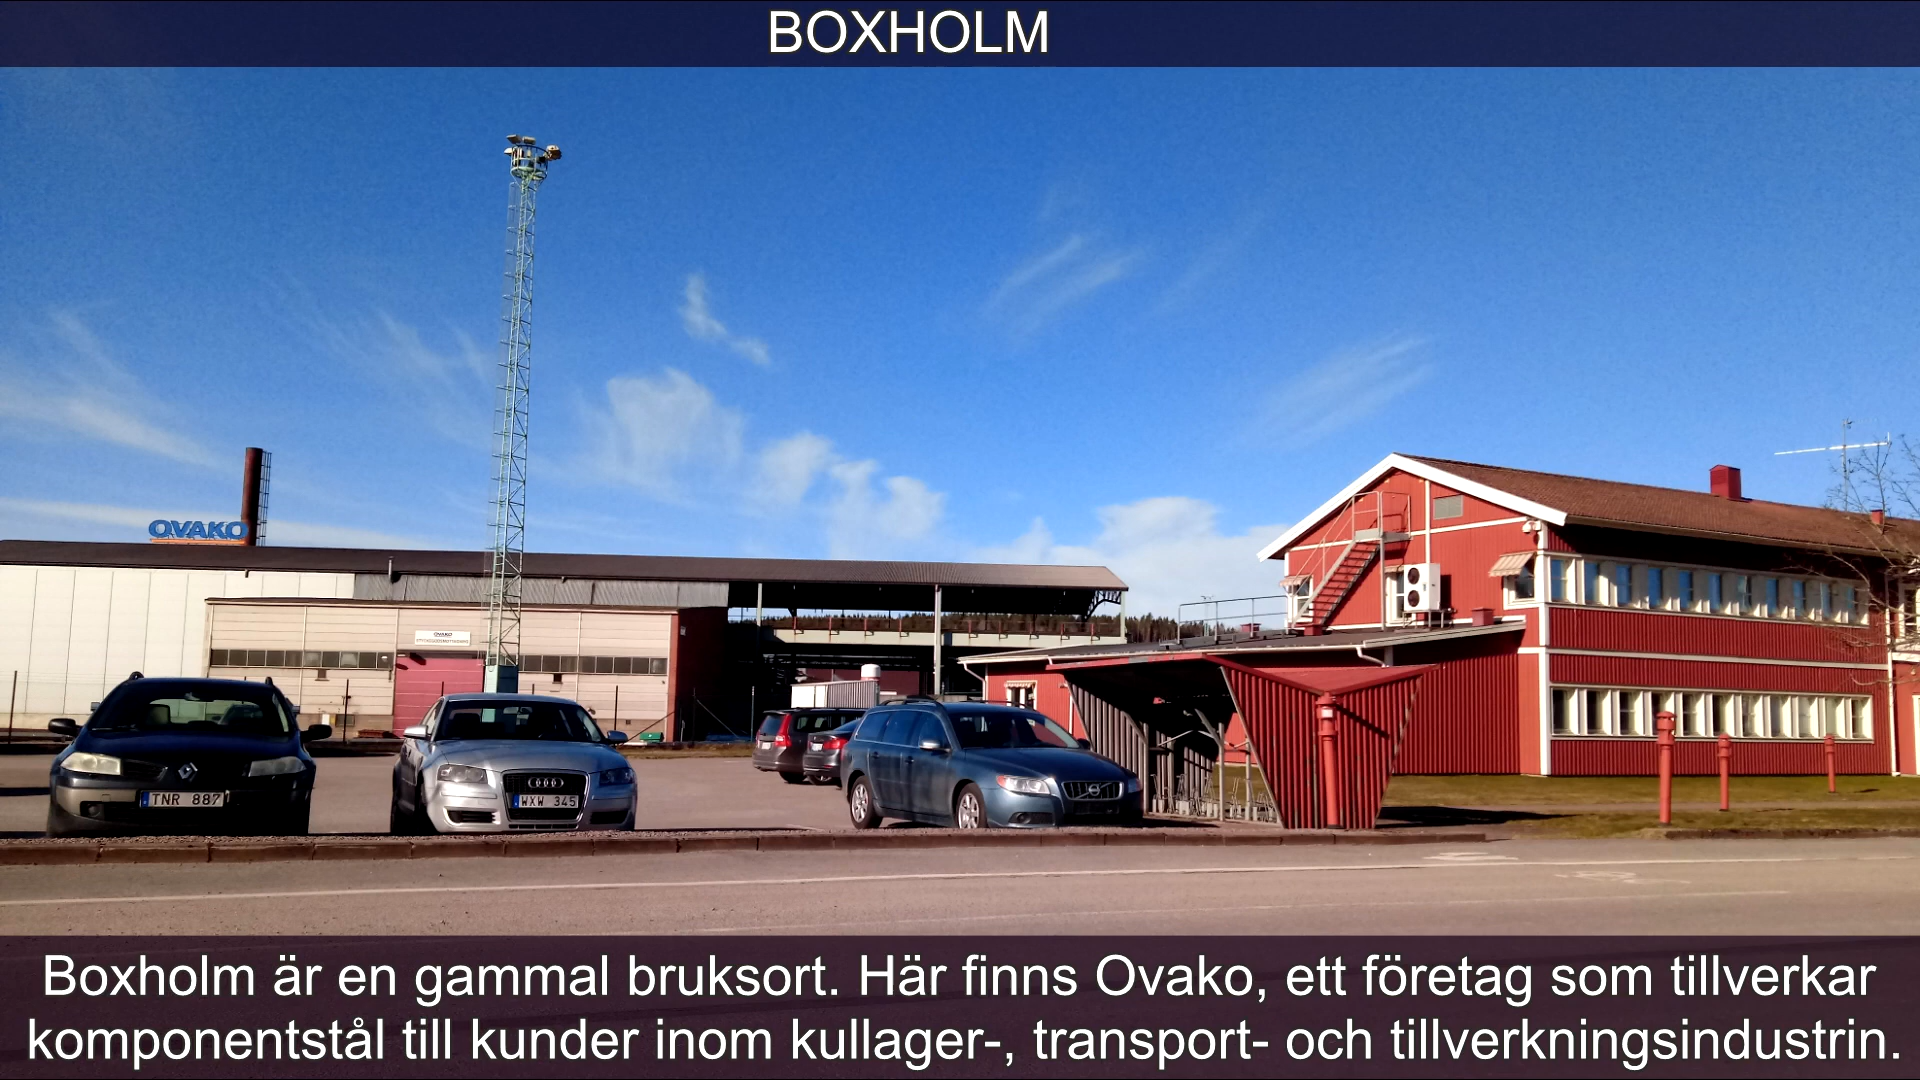 BOXHOLM
OVAKO
OVAKO
TNR 887
WXW 345
Boxholm är en gammal bruksort. Här finns Ovako, ett företag som tillverkar
komponentstål till kunder inom kullager-, transport- och tillverkningsindustrin.